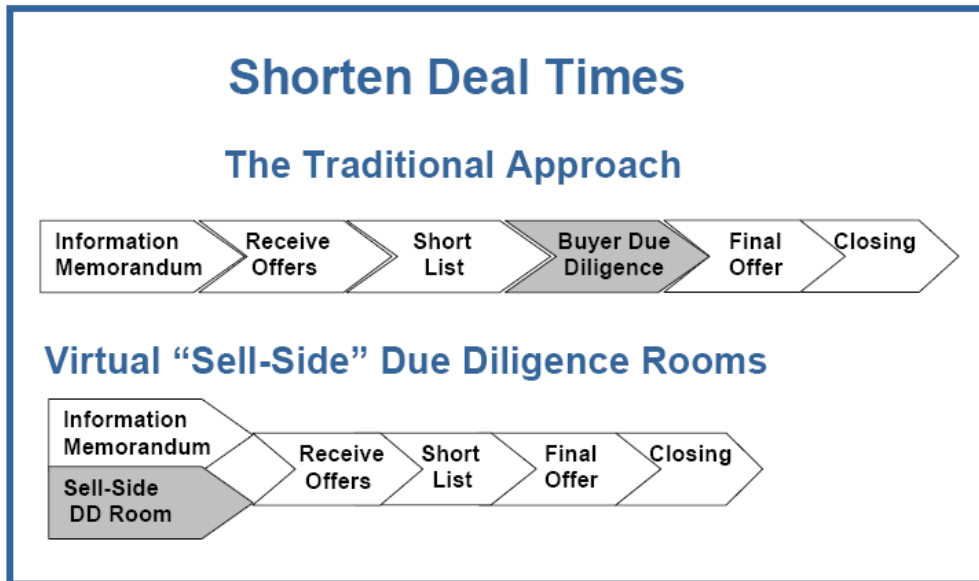 Shorten Deal Times
The Traditional Approach
Information
Memorandum
Receive
Offers
Short
List
Buyer Due
Diligence
Final
Offer
Closing
Virtual “Sell-Side” Due Diligence Rooms
Information
Memorandum
Sell-Side
DD Room
Receive
Offers
Short
List
Final
Offer
Closing